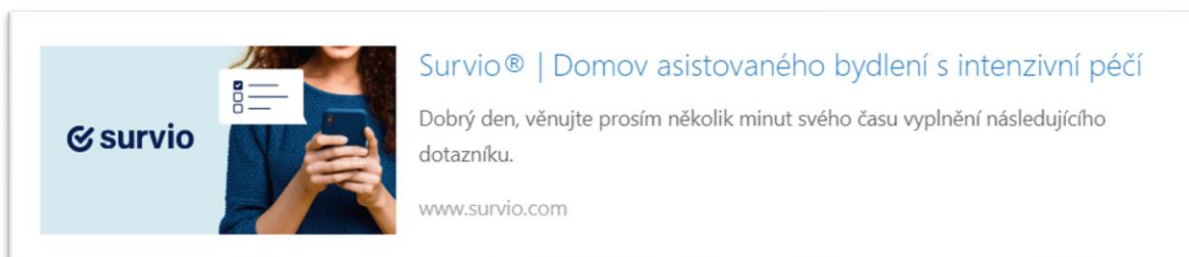 survio
Survio® | Domov asistovaného bydlení s intenzivní péčí
Dobrý den, věnujte prosím několik minut svého času vyplnění následujícího
dotazníku.
www.survio.com